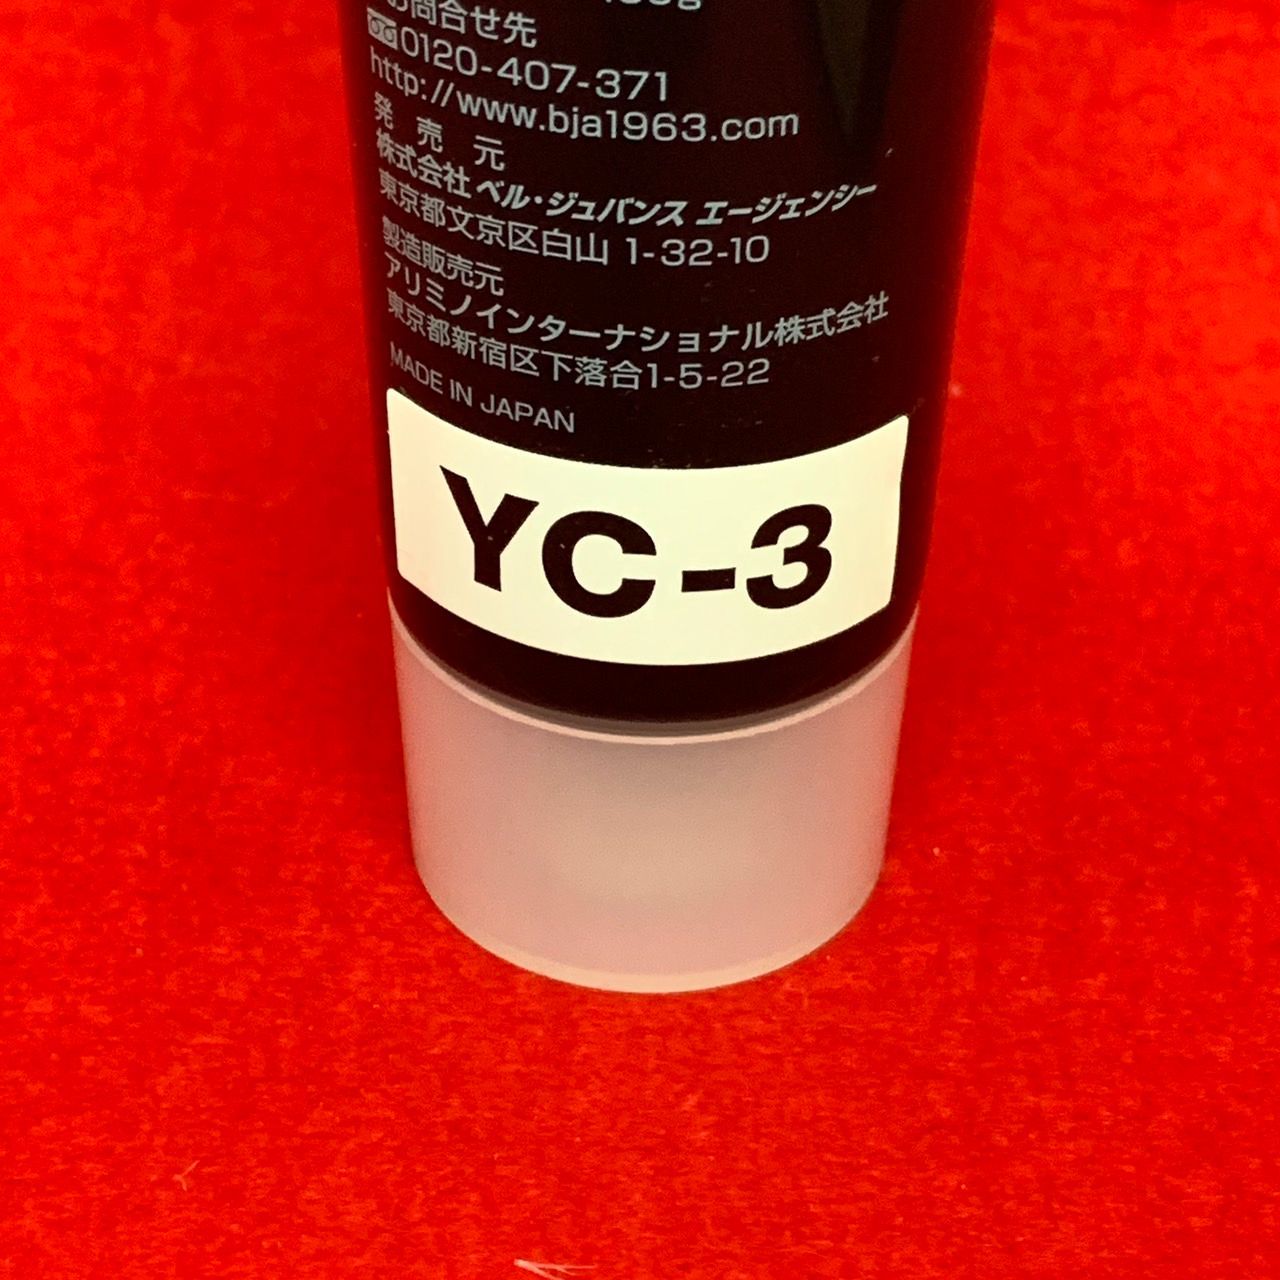 お問合せ先
0120-407-371
http://www.bja1963.com
発売元
株式会社 ベル・ジュバンス エージェンシー
東京都文京区白山 1-32-10
製造販売元
アリミノインターナショナル株式会社
東京都新宿区下落合1-5-22
MADE IN JAPAN
YC-3